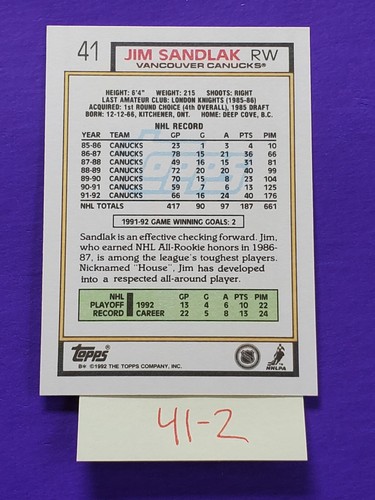 41 JIM SANDLAK RW
VANCOUVER CANUCKS®
HEIGHT: 6'4" WEIGHT: 215 SHOOTS: RIGHT
LAST AMATEUR CLUB: LONDON KNIGHTS (1985-86)
ACQUIRED: 1ST ROUND CHOICE (4th OVERALL), 1985 DRAFT
BORN: 12-12-66, KITCHENER, ONT. HOME: DEEP COVE, B.C.
NHL RECORD
YEAR TEAM GP G A PTS PIM
85-86 CANUCKS 23 1 3 4 10
86-87 CANUCKS 78 15 21 36 66
87-88 CANUCKS 49 16 15 31 81
88-89 CANUCKS 72 20 20 40 99
89-90 CANUCKS 70 15 8 23 104
90-91 CANUCKS 59 7 6 13 125
91-92 CANUCKS 66 16 24 40 176
NHL TOTALS 417 90 97 187 661
1991-92 GAME WINNING GOALS: 2
Sandlak is an effective checking forward. Jim,
who earned NHL All-Rookie honors in 1986-
87, is among the league's toughest players.
Nicknamed "House", Jim has developed
into a respected all-around player.
NHL GP G A PTS PIM
PLAYOFF 1992 13 4 6 10 22
RECORD CAREER 22 5 8 13 24
topps
B* ©1992 THE TOPPS COMPANY, INC.
NHL
NHLPA
41-2